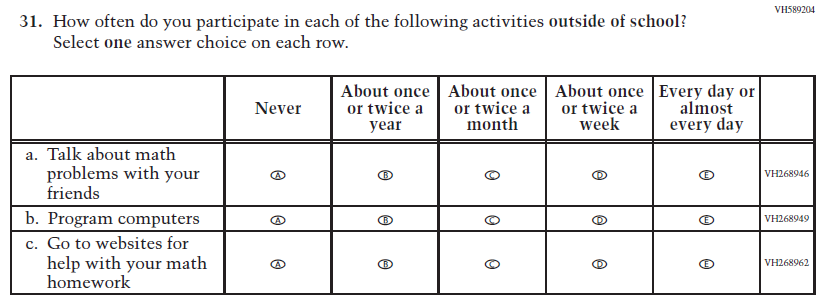 VH589204
31. How often do you participate in each of the following activities outside of school?
Select one answer choice on each row.
Never
About once or twice a year
About once or twice a month
About once or twice a week
Every day or almost every day
a. Talk about math
problems with your
friends
A B C D E VH268946
b. Program computers A B C D E VH268949
c. Go to websites for
help with your math
homework
A B C D E VH268962